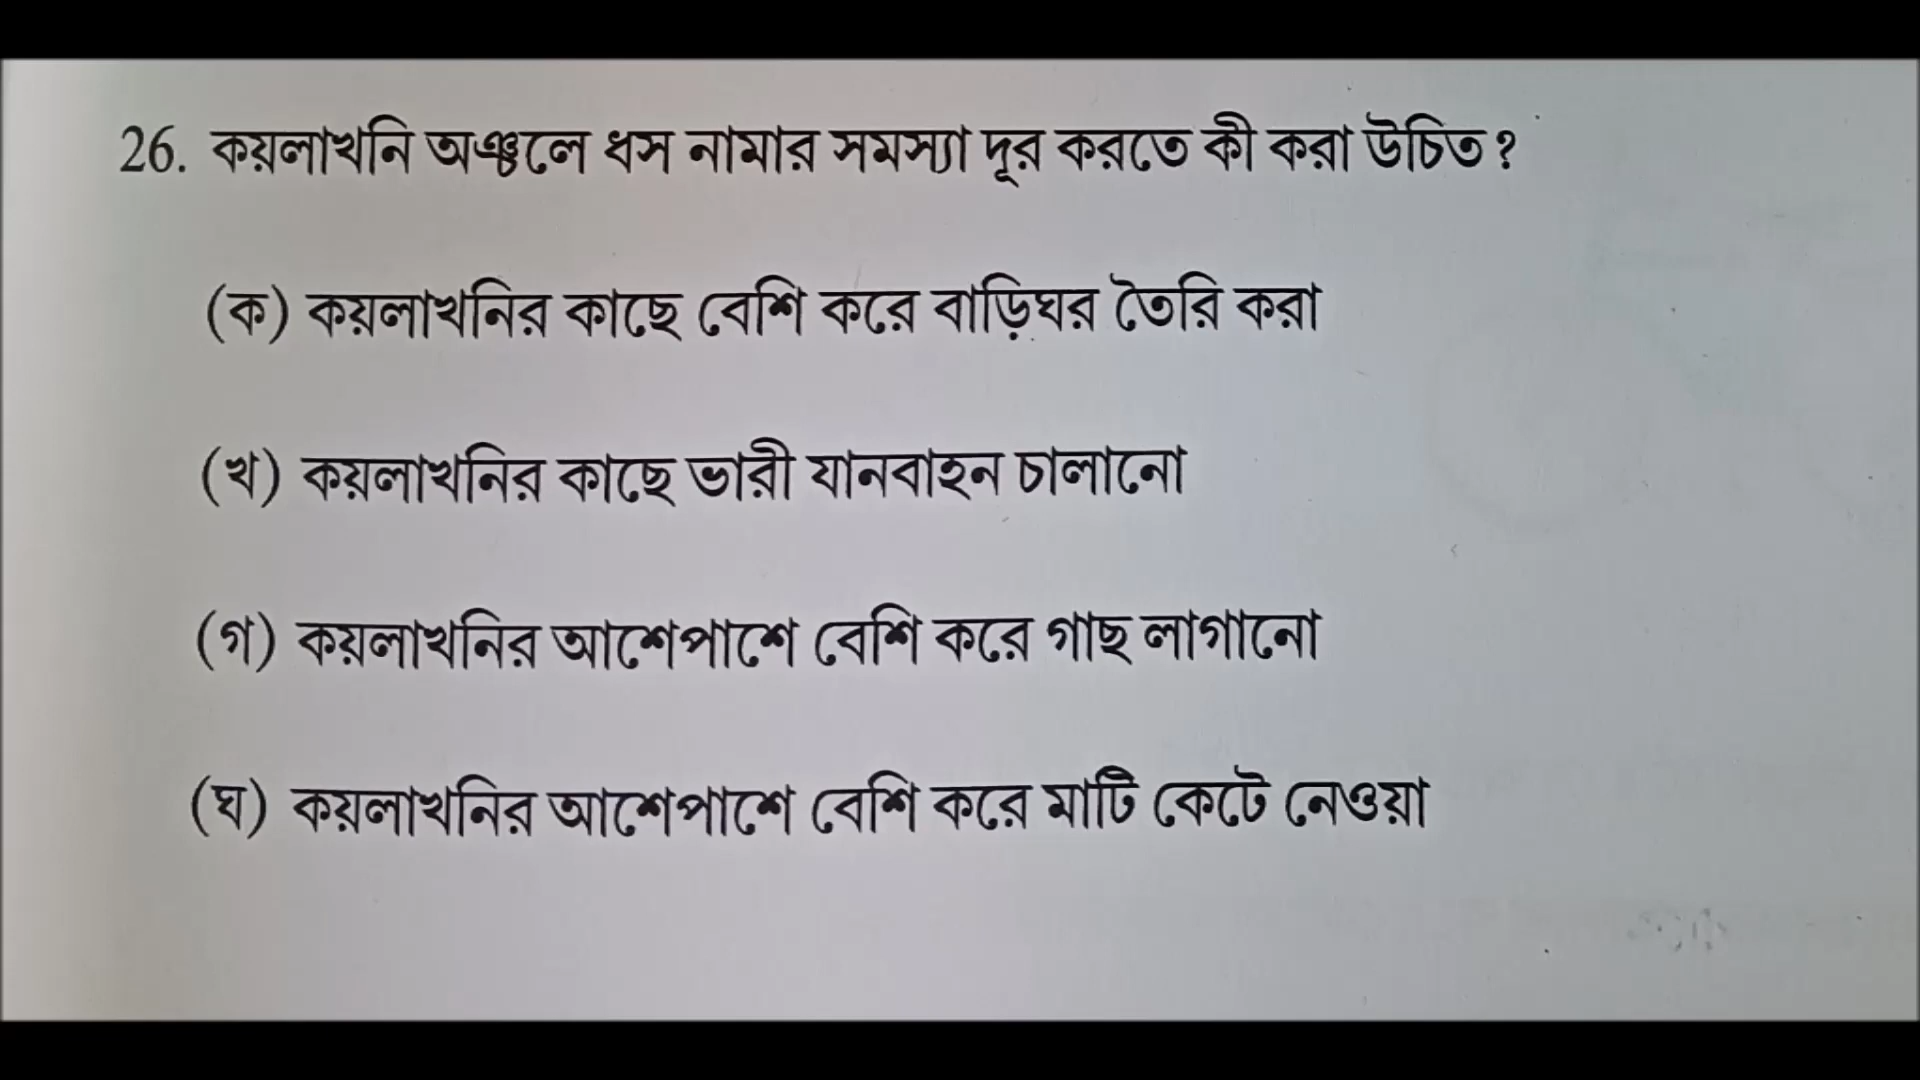 26. কয়লাখনি অঞ্চলে ধস নামার সমস্যা দূর করতে কী করা উচিত?
(ক) কয়লাখনির কাছে বেশি করে বাড়িঘর তৈরি করা
(খ) কয়লাখনির কাছে ভারী যানবাহন চালানো
(গ) কয়লাখনির আশেপাশে বেশি করে গাছ লাগানো
(ঘ) কয়লাখনির আশেপাশে বেশি করে মাটি কেটে নেওয়া